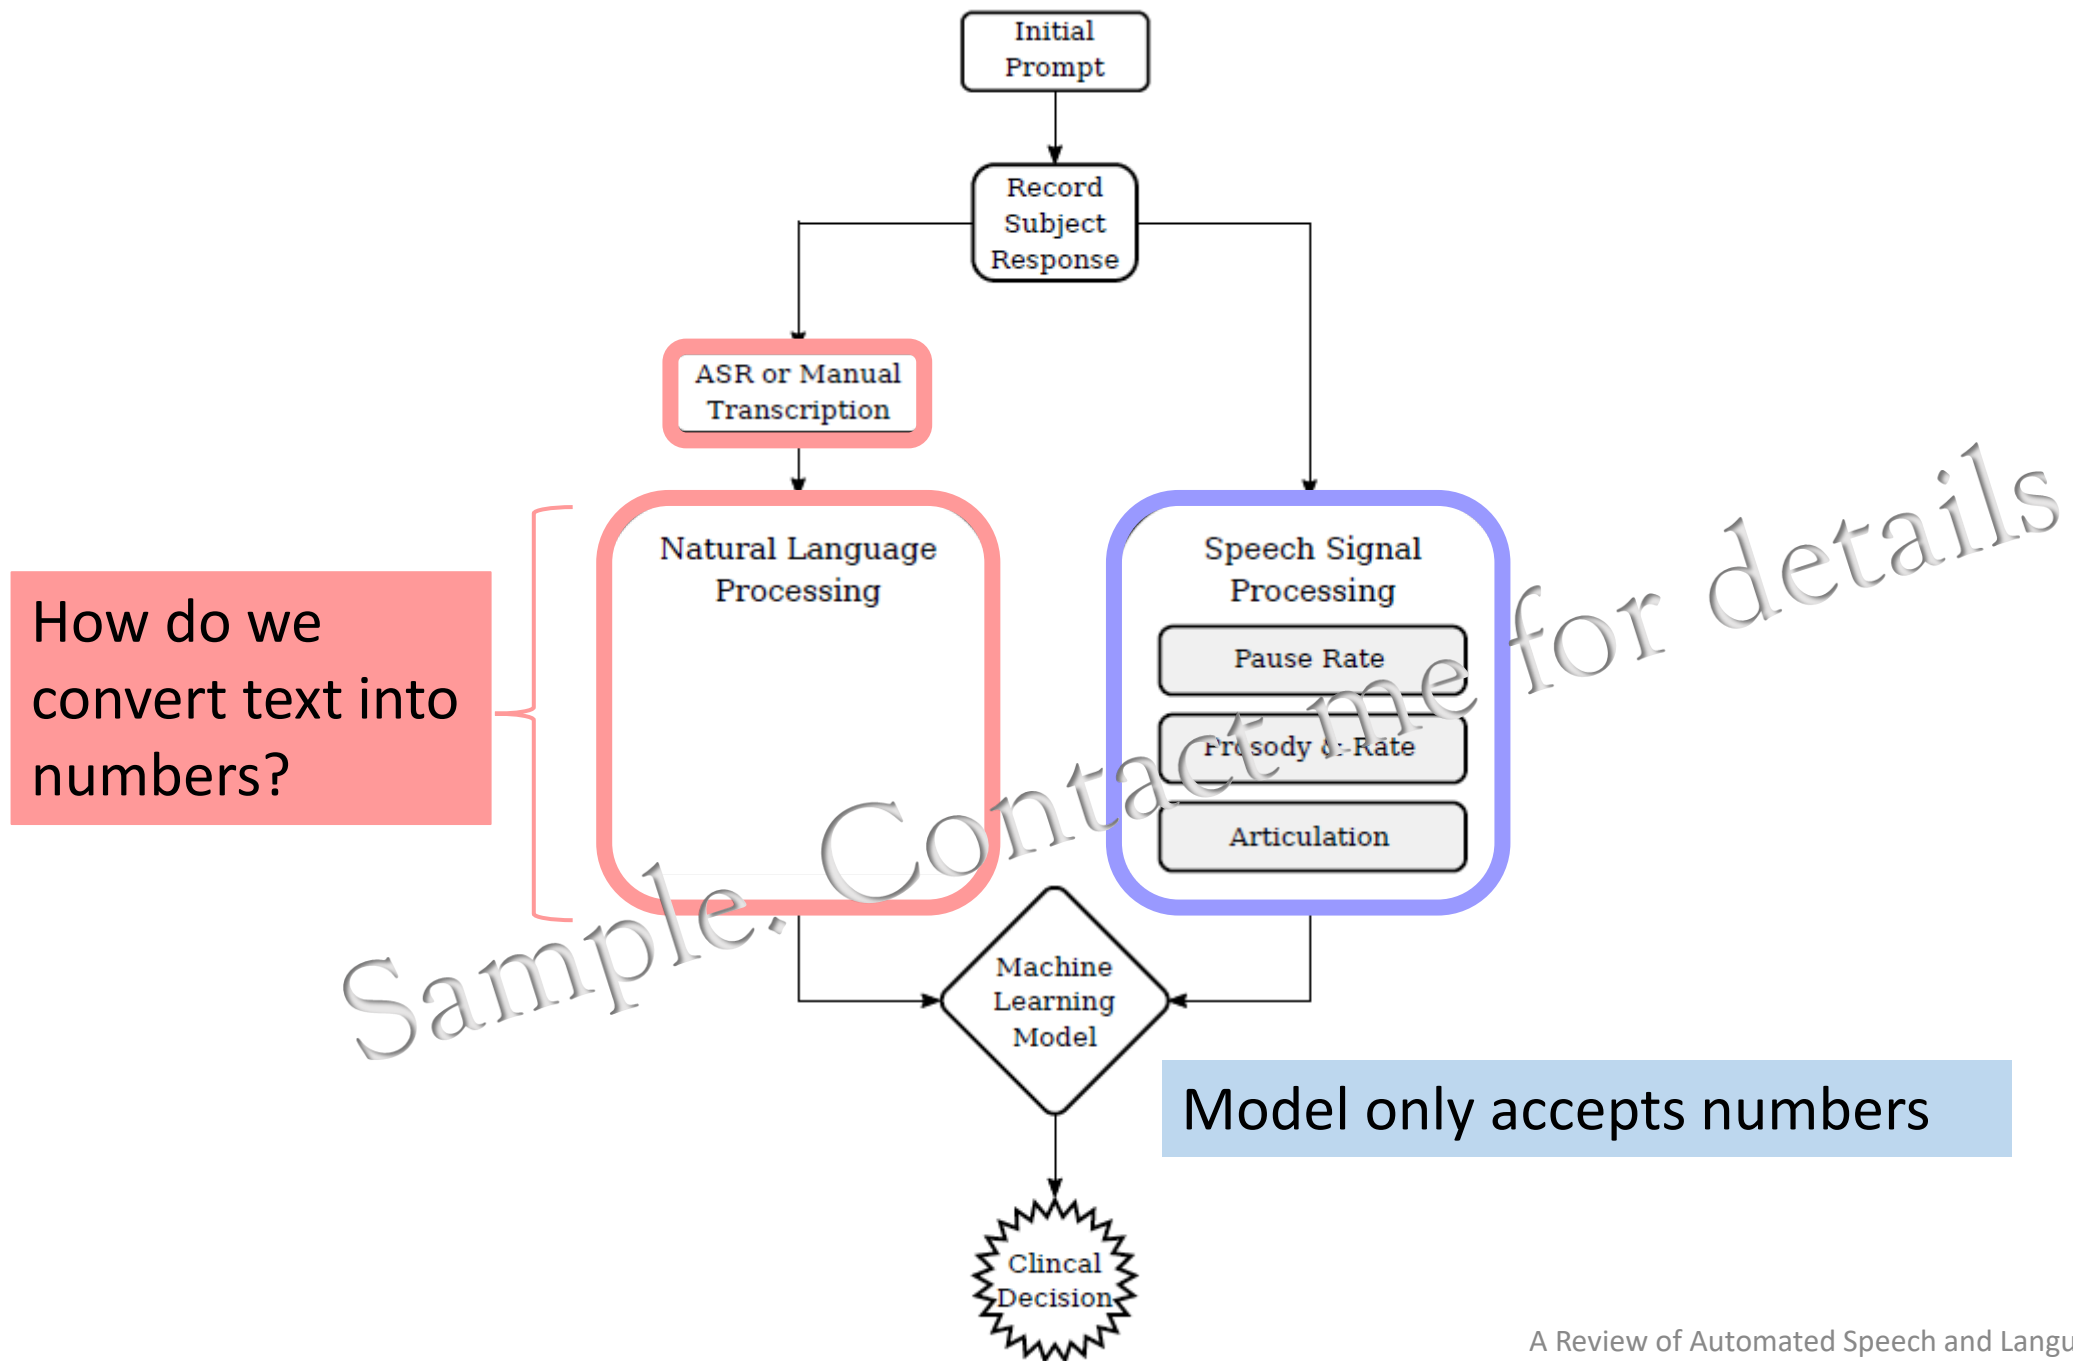 Initial
Prompt
Record
Subject
Response
ASR or Manual
Transcription
Natural Language
Processing
Speech Signal
Processing
How do we
convert text into
numbers?
Pause Rate
Prosody & Rate
Articulation
Sample. Contact me for details
Machine
Learning
Model
Model only accepts numbers
Clincal
Decision
A Review of Automated Speech and Langu